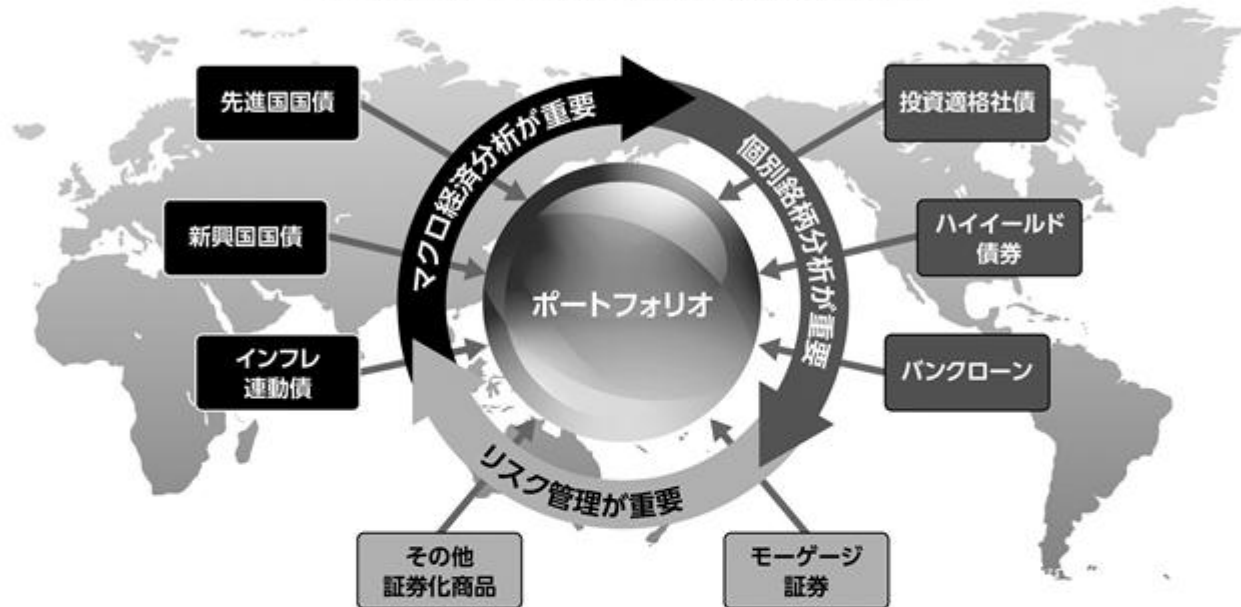 先進国国債
新興国国債
インフレ
連動債
マクロ経済分析が重要
個別銘柄分析が重要
リスク管理が重要
ポートフォリオ
投資適格社債
ハイイールド
債券
バンクローン
その他
証券化商品
モーゲージ
証券